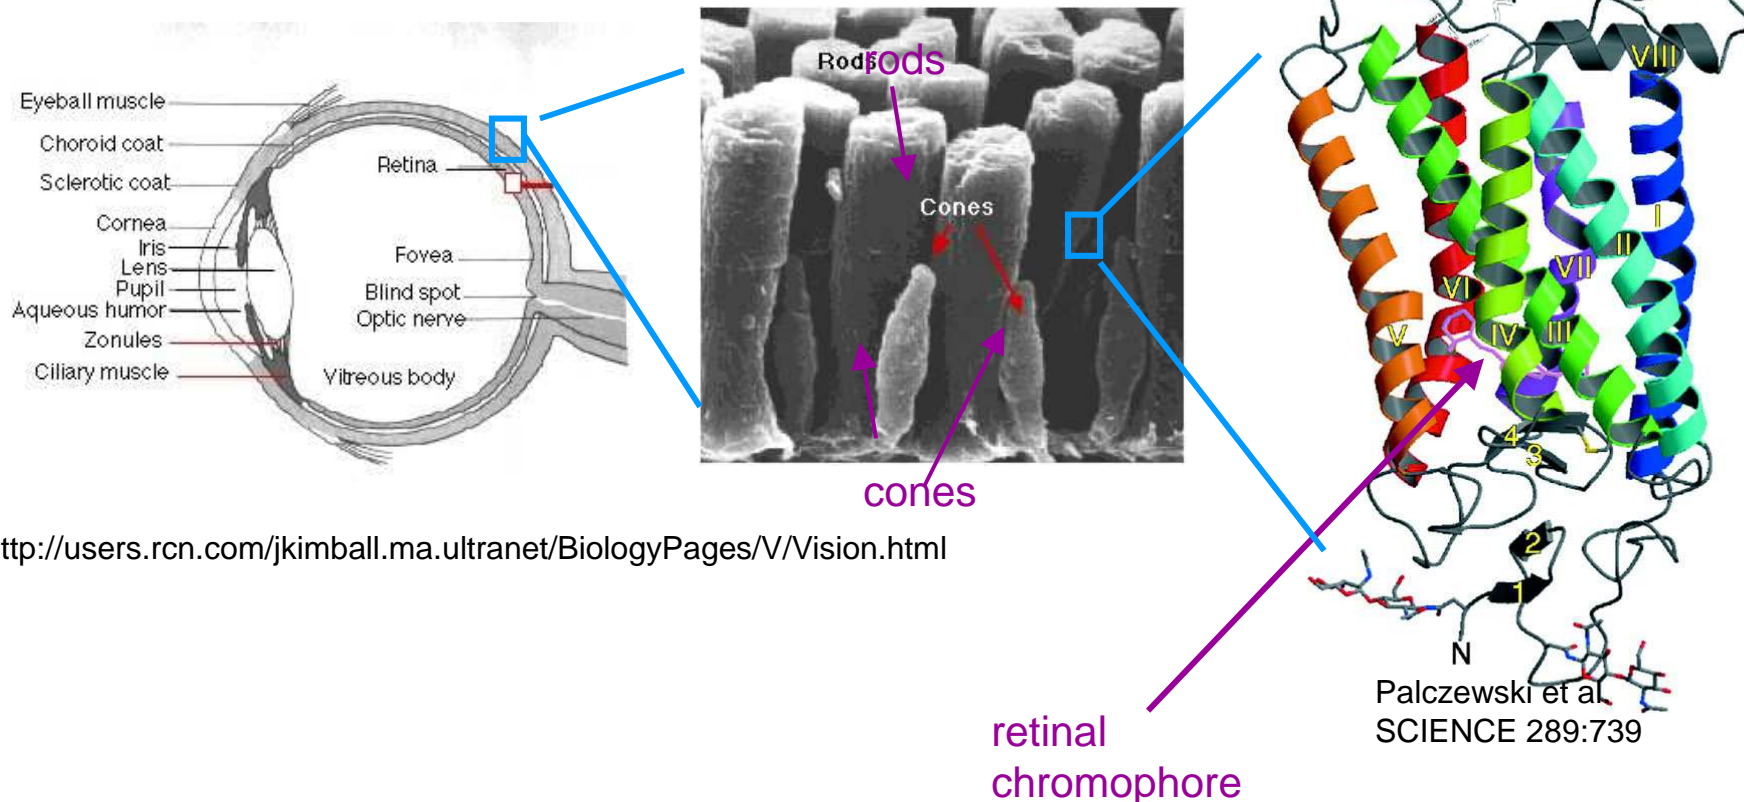 Eyeball muscle
Choroid coat
Sclerotic coat
Cornea
Iris
Lens
Pupil
Aqueous humor
Zonules
Ciliary muscle
Retina
Fovea
Blind spot
Optic nerve
Vitreous body
Rods
rods
Cones
cones
VIII
I
II
VII
VI
V
IV
III
4
3
2
1
N
ttp://users.rcn.com/jkimball.ma.ultranet/BiologyPages/V/Vision.html
Palczewski et al
SCIENCE 289:739
retinal
chromophore